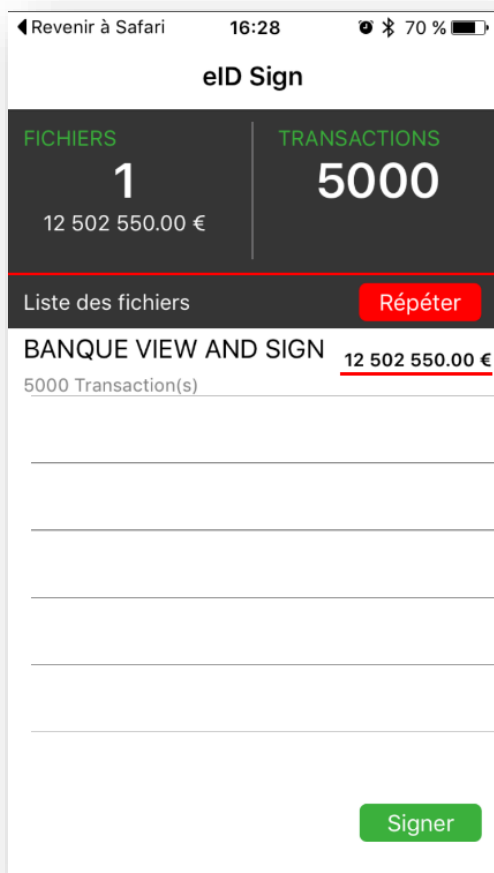 Revenir à Safari 16:28 70 %
eID Sign
FICHIERS TRANSACTIONS
1 5000
12 502 550.00 €
Liste des fichiers Répéter
BANQUE VIEW AND SIGN 12 502 550.00 €
5000 Transaction(s)
Signer